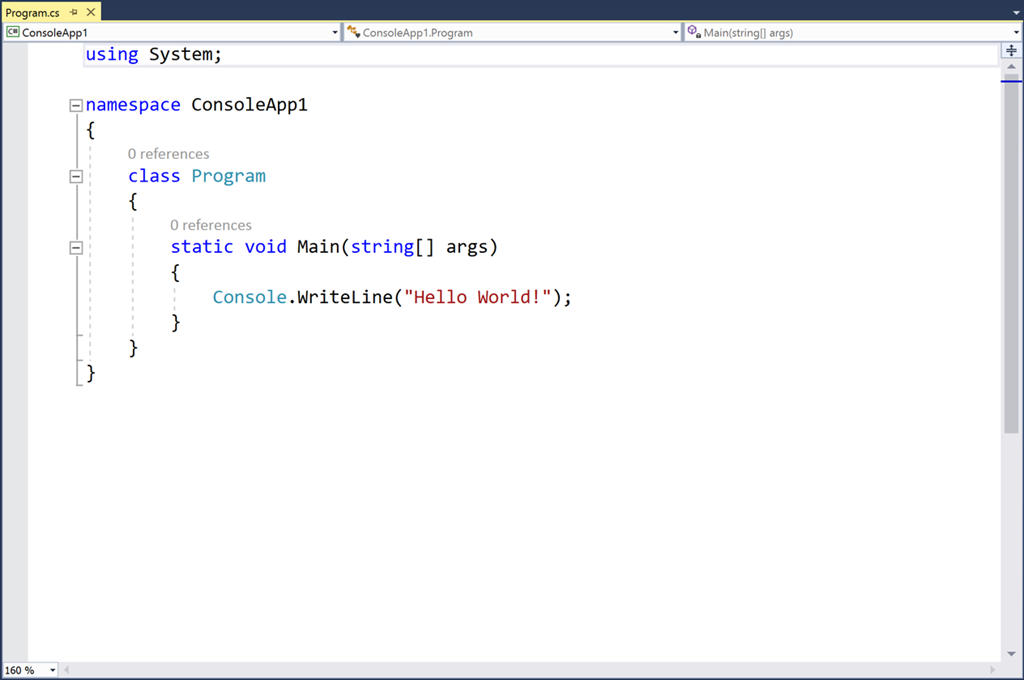 Program.cs
C# ConsoleApp1 ConsoleApp1.Program Main(string[] args)
using System;
namespace ConsoleApp1
{
0 references
class Program
{
0 references
static void Main(string[] args)
{
Console.WriteLine("Hello World!");
}
}
}
160 %